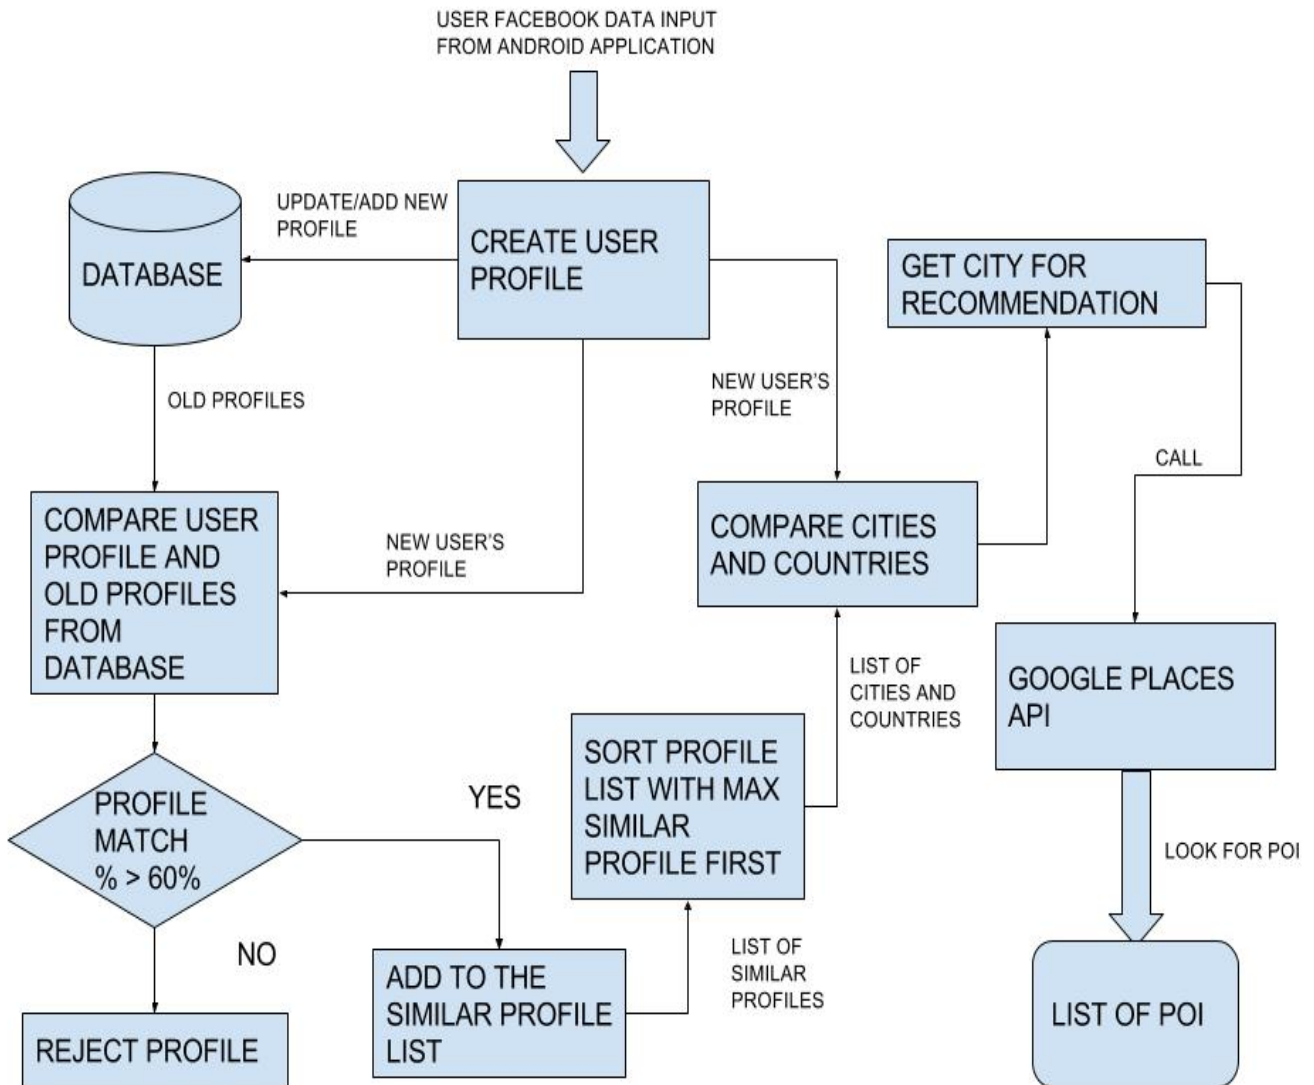 USER FACEBOOK DATA INPUT
FROM ANDROID APPLICATION
UPDATE/ADD NEW
PROFILE
DATABASE
CREATE USER
PROFILE
GET CITY FOR
RECOMMENDATION
OLD PROFILES
NEW USER'S
PROFILE
CALL
COMPARE USER
PROFILE AND
OLD PROFILES
FROM
DATABASE
NEW USER'S
PROFILE
COMPARE CITIES
AND COUNTRIES
LIST OF
CITIES AND
COUNTRIES
GOOGLE PLACES
API
SORT PROFILE
LIST WITH MAX
SIMILAR
PROFILE FIRST
PROFILE
MATCH
% > 60%
YES
LOOK FOR POI
NO
LIST OF
SIMILAR
PROFILES
ADD TO THE
SIMILAR PROFILE
LIST
LIST OF POI
REJECT PROFILE